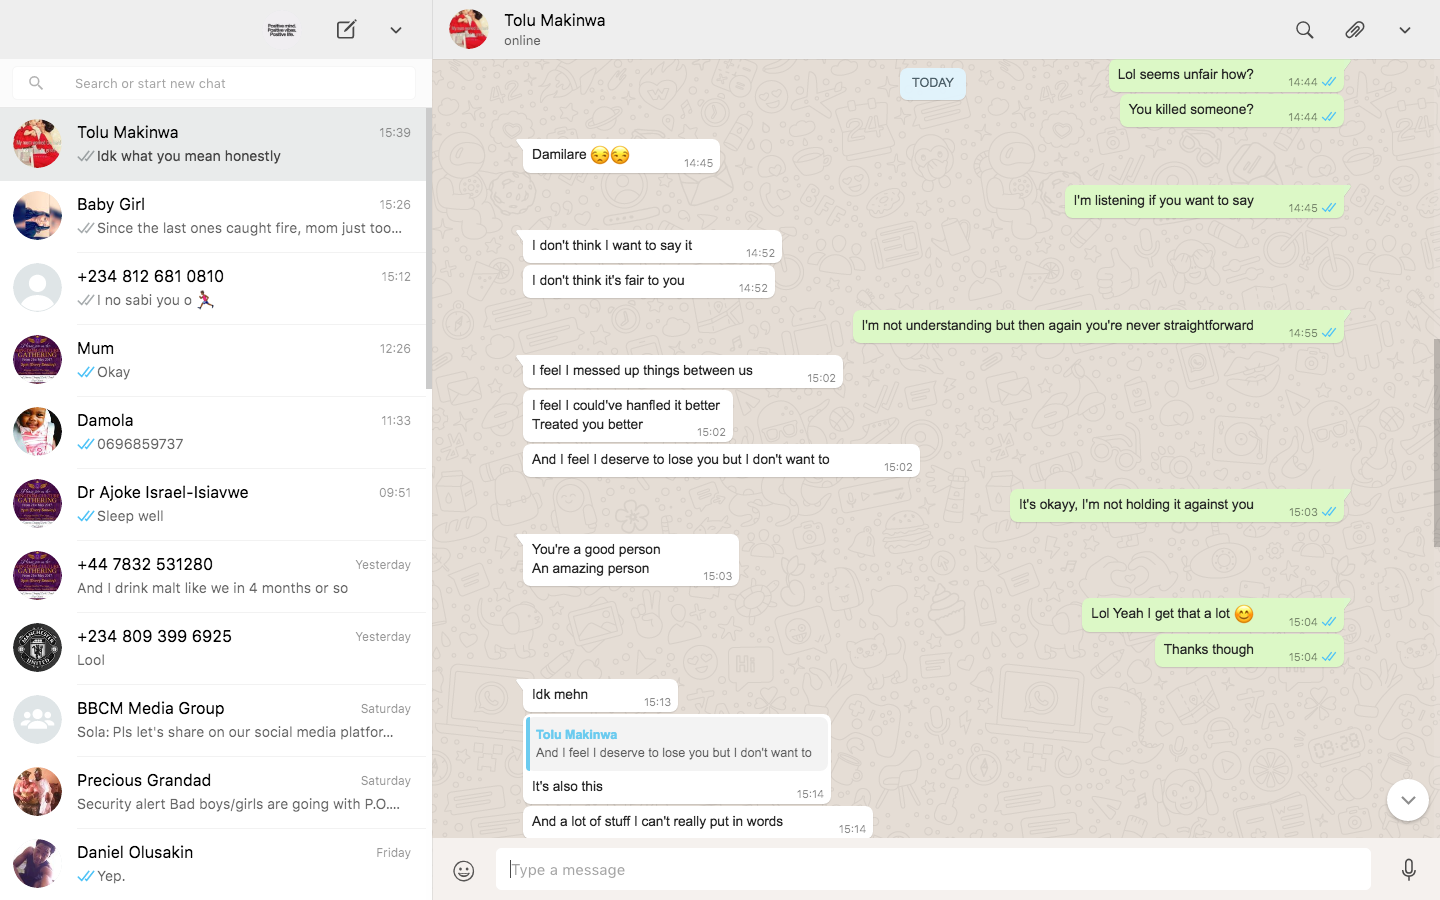 Positive mind.
Positive vibes.
Positive life.
Search or start new chat
Tolu Makinwa
15:39
Idk what you mean honestly
Baby Girl
15:26
Since the last ones caught fire, mom just too...
+234 812 681 0810
15:12
I no sabi you o
Mum
12:26
Okay
Damola
11:33
0696859737
Dr Ajoke Israel-Isiavwe
09:51
Sleep well
+44 7832 531280
Yesterday
And I drink malt like we in 4 months or so
+234 809 399 6925
Yesterday
Lool
BBCM Media Group
Saturday
Sola: Pls let's share on our social media platfor...
Precious Grandad
Saturday
Security alert Bad boys/girls are going with P.O....
Daniel Olusakin
Friday
Yep.
Tolu Makinwa
online
TODAY
Lol seems unfair how?
14:44
You killed someone?
14:44
Damilare 😒😒
14:45
I'm listening if you want to say
14:45
I don't think I want to say it
14:52
I don't think it's fair to you
14:52
I'm not understanding but then again you're never straightforward
14:55
I feel I messed up things between us
15:02
I feel I could've hanfled it better
Treated you better
15:02
And I feel I deserve to lose you but I don't want to
15:02
It's okayy, I'm not holding it against you
15:03
You're a good person
An amazing person
15:03
Lol Yeah I get that a lot 😊
15:04
Thanks though
15:04
Idk mehn
15:13
Tolu Makinwa
And I feel I deserve to lose you but I don't want to
It's also this
15:14
And a lot of stuff I can't really put in words
15:14
Type a message